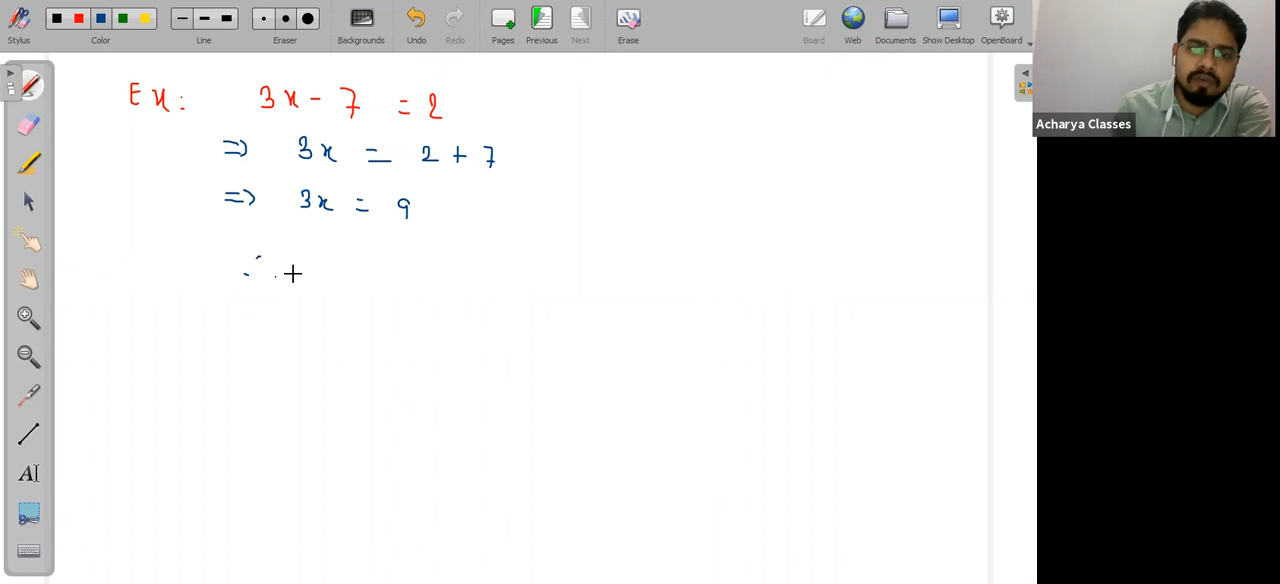 Stylus
Color
Line
Eraser
Backgrounds
Undo
Redo
Pages
Previous
Next
Erase
Board
Web
Documents
Show Desktop
OpenBoard
Acharya Classes
Ex: 3x - 7 = 2
⇒ 3x = 2 + 7
⇒ 3x = 9
∴